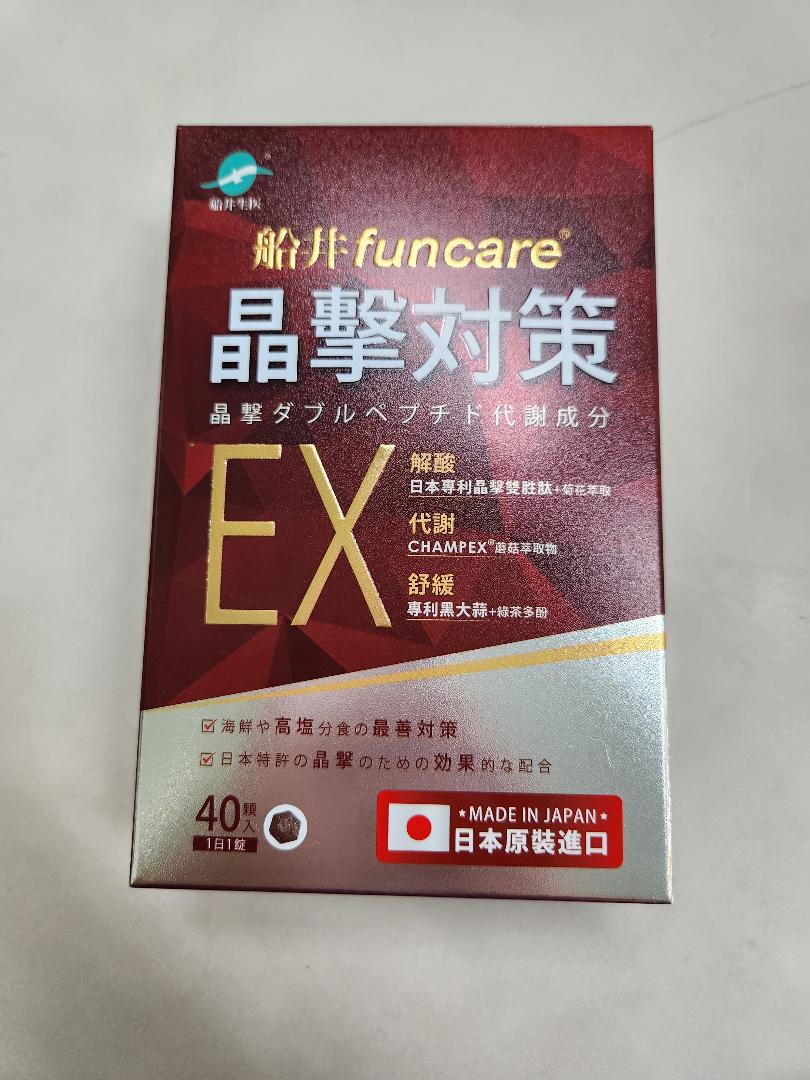 船井生医
船井funcare®
晶擊対策
晶撃ダブルペプチド代謝成分
EX
解酸
日本専利晶擊雙胜肽+菊花萃取
代謝
CHAMPEX®蘑菇萃取物
舒緩
專利黑大蒜+綠茶多酚
海鮮や高塩分食の最善対策
日本特許の晶撃のための効果的な配合
40顆入
1日1錠
★MADE IN JAPAN★
日本原裝進口